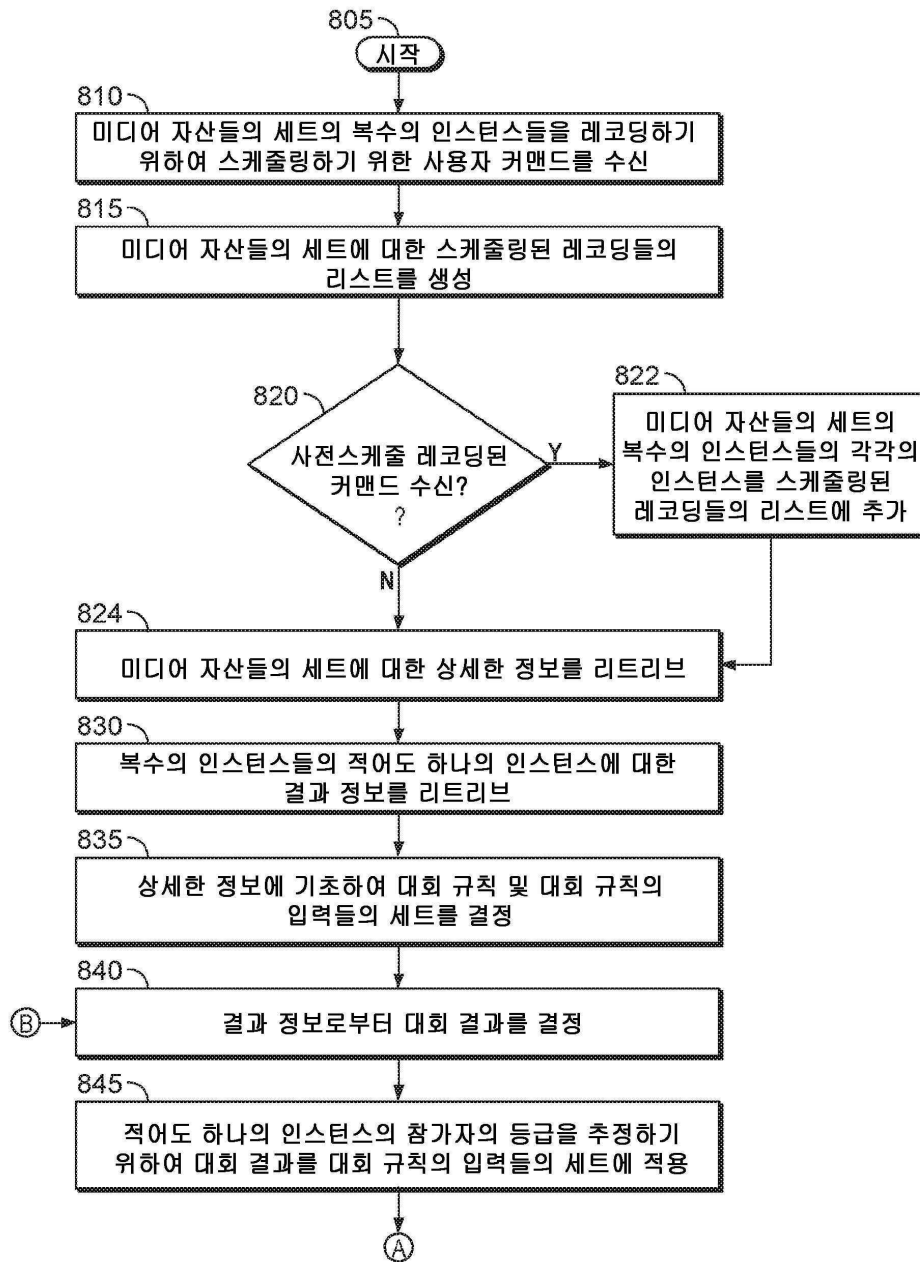 805
시작
810
미디어 자산들의 세트의 복수의 인스턴스들을 레코딩하기
위하여 스케줄링하기 위한 사용자 커맨드를 수신
815
미디어 자산들의 세트에 대한 스케줄링된 레코딩들의
리스트를 생성
820
사전스케줄 레코딩된
커맨드 수신?
?
Y
N
822
미디어 자산들의 세트의
복수의 인스턴스들의 각각의
인스턴스를 스케줄링된
레코딩들의 리스트에 추가
824
미디어 자산들의 세트에 대한 상세한 정보를 리트리브
830
복수의 인스턴스들의 적어도 하나의 인스턴스에 대한
결과 정보를 리트리브
835
상세한 정보에 기초하여 대회 규칙 및 대회 규칙의
입력들의 세트를 결정
840
B
결과 정보로부터 대회 결과를 결정
845
적어도 하나의 인스턴스의 참가자의 등급을 추정하기
위하여 대회 결과를 대회 규칙의 입력들의 세트에 적용
A